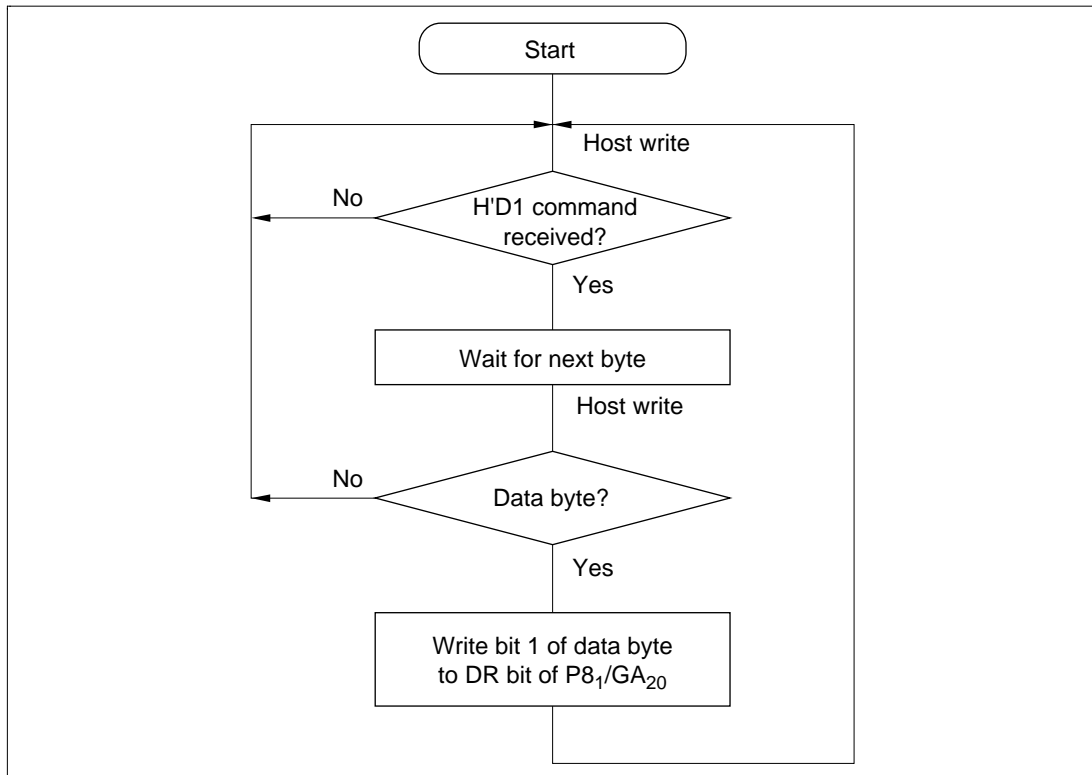 Start
Host write
No
H'D1 command
received?
Yes
Wait for next byte
Host write
No
Data byte?
Yes
Write bit 1 of data byte
to DR bit of P8₁/GA₂₀